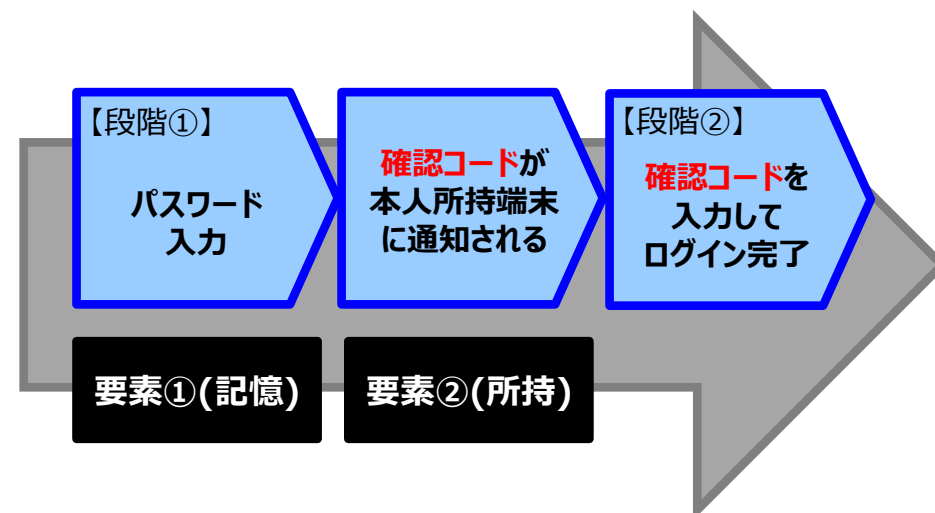 【段階①】
パスワード
入力
確認コードが
本人所持端末
に通知される
【段階②】
確認コードを
入力して
ログイン完了
要素①(記憶)
要素②(所持)